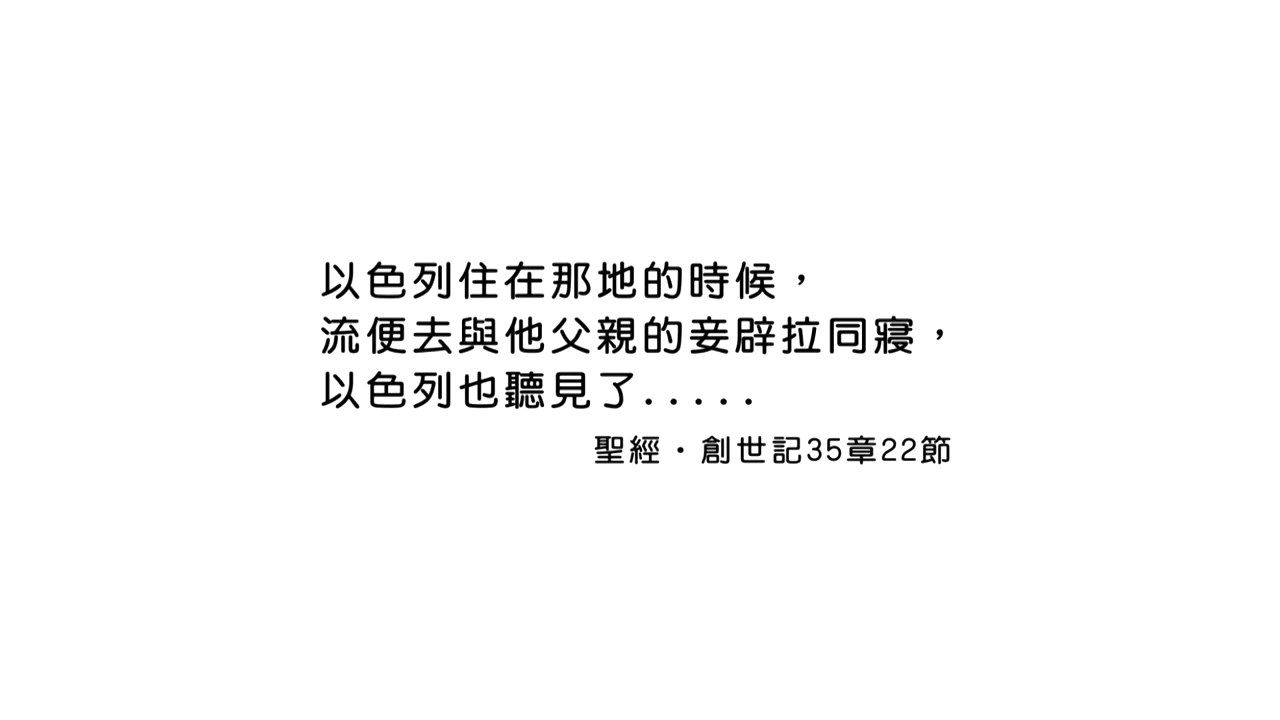 以色列住在那地的時候，
流便去與他父親的妾辟拉同寢，
以色列也聽見了.....
聖經・創世記35章22節